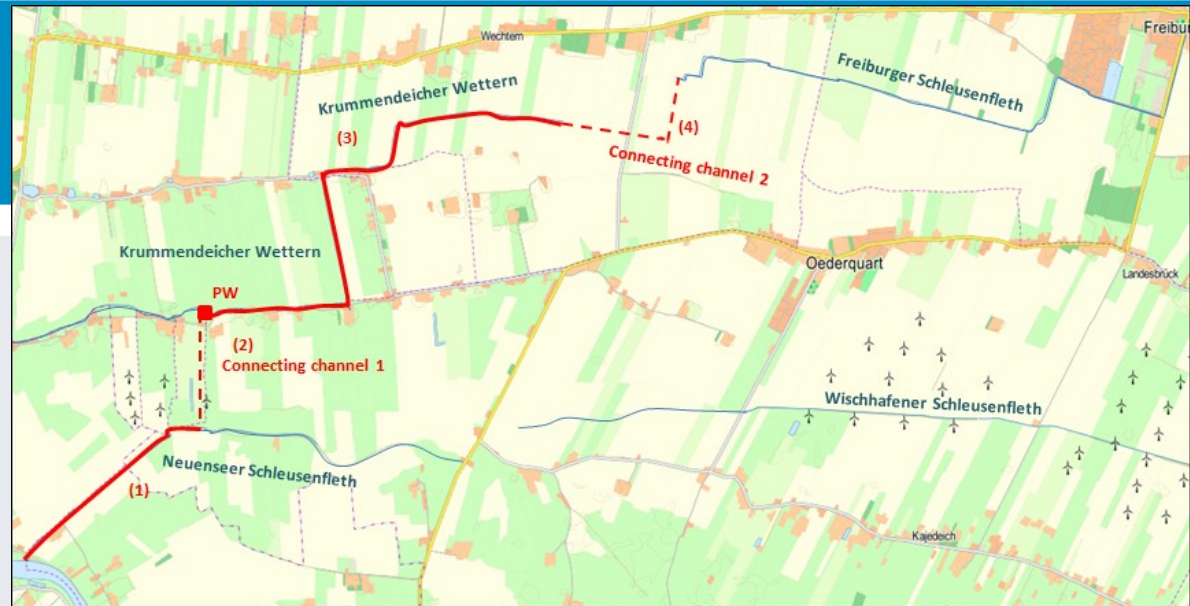 Freibur
Wechtern
Freiburger Schleusenfleth
Krummendeicher Wettern
(3)
(4)
Connecting channel 2
Krummendeicher Wettern
Oederquart
Landesbrück
PW
(2)
Connecting channel 1
Wischhafener Schleusenfleth
Neuenseer Schleusenfleth
(1)
Kajedeich